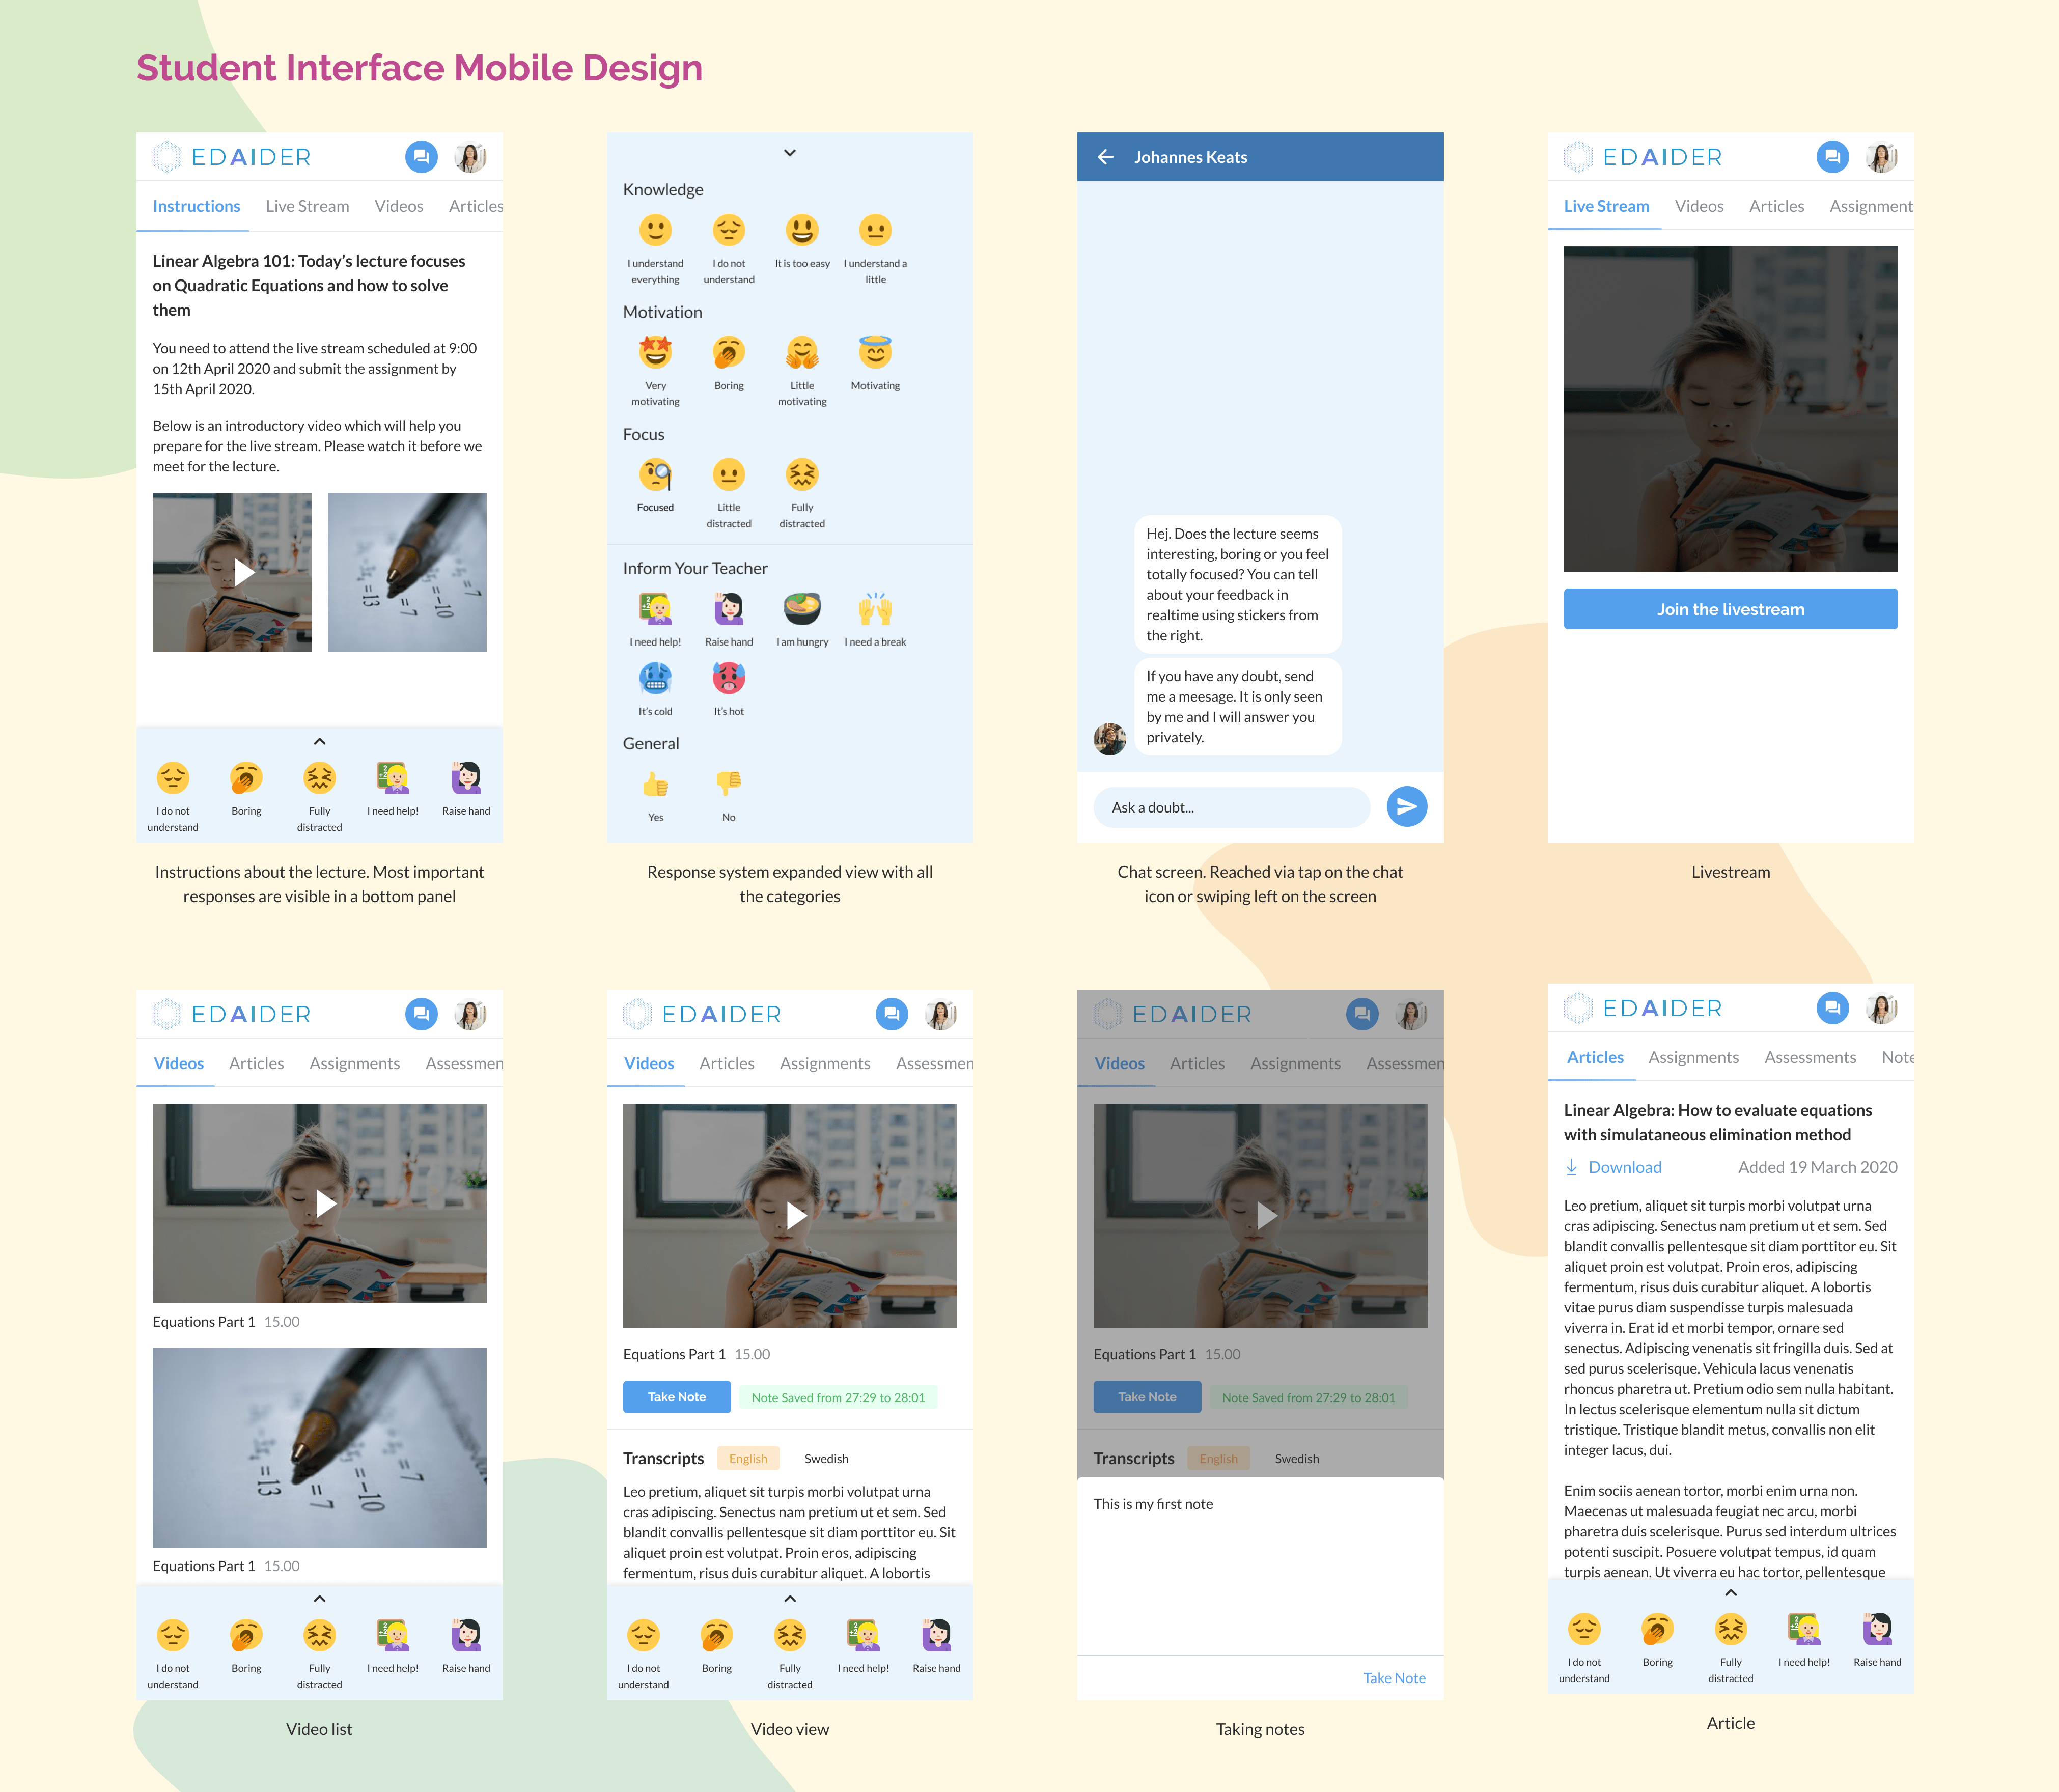 Student Interface Mobile Design
EDAIDER
Instructions Live Stream Videos Articles
Linear Algebra 101: Today's lecture focuses
on Quadratic Equations and how to solve
them
You need to attend the live stream scheduled at 9:00
on 12th April 2020 and submit the assignment by
15th April 2020.
Below is an introductory video which will help you
prepare for the live stream. Please watch it before we
meet for the lecture.
=13 =7 =-10 7
I do not
understand
Boring
Fully
distracted
I need help!
Raise hand
Instructions about the lecture. Most important
responses are visible in a bottom panel
Knowledge
I understand
everything
I do not
understand
It is too easy
I understand a
little
Motivation
Very
motivating
Boring
Little
motivating
Motivating
Focus
Focused
Little
distracted
Fully
distracted
Inform Your Teacher
I need help!
Raise hand
I am hungry
I need a break
It's cold
It's hot
General
Yes
No
Response system expanded view with all
the categories
Johannes Keats
Hej. Does the lecture seems
interesting, boring or you feel
totally focused? You can tell
about your feedback in
realtime using stickers from
the right.
If you have any doubt, send
me a meesage. It is only seen
by me and I will answer you
privately.
Ask a doubt...
Chat screen. Reached via tap on the chat
icon or swiping left on the screen
EDAIDER
Live Stream Videos Articles Assignment
Join the livestream
Livestream
EDAIDER
Videos Articles Assignments Assessmen
Equations Part 1 15.00
=13 =7 =-10 =7
Equations Part 1 15.00
I do not
understand
Boring
Fully
distracted
I need help!
Raise hand
Video list
EDAIDER
Videos Articles Assignments Assessmen
Equations Part 1 15.00
Take Note Note Saved from 27:29 to 28:01
Transcripts English Swedish
Leo pretium, aliquet sit turpis morbi volutpat urna
cras adipiscing. Senectus nam pretium ut et sem. Sed
blandit convallis pellentesque sit diam porttitor eu. Sit
aliquet proin est volutpat. Proin eros, adipiscing
fermentum, risus duis curabitur aliquet. A lobortis
I do not
understand
Boring
Fully
distracted
I need help!
Raise hand
Video view
EDAIDER
Videos Articles Assignments Assessmen
Equations Part 1 15.00
Take Note Note Saved from 27:29 to 28:01
Transcripts English Swedish
This is my first note
Take Note
Taking notes
EDAIDER
Articles Assignments Assessments Note
Linear Algebra: How to evaluate equations
with simulataneous elimination method
Download Added 19 March 2020
Leo pretium, aliquet sit turpis morbi volutpat urna
cras adipiscing. Senectus nam pretium ut et sem. Sed
blandit convallis pellentesque sit diam porttitor eu. Sit
aliquet proin est volutpat. Proin eros, adipiscing
fermentum, risus duis curabitur aliquet. A lobortis
vitae purus diam suspendisse turpis malesuada
viverra in. Erat id et morbi tempor, ornare sed
senectus. Adipiscing venenatis sit fringilla duis. Sed at
sed purus scelerisque. Vehicula lacus venenatis
rhoncus pharetra ut. Pretium odio sem nulla habitant.
In lectus scelerisque elementum nulla sit dictum
tristique. Tristique blandit metus, convallis non elit
integer lacus, dui.
Enim sociis aenean tortor, morbi enim urna non.
Maecenas ut malesuada feugiat nec arcu, morbi
pharetra duis scelerisque. Purus sed interdum ultrices
potenti suscipit. Posuere volutpat tempus, id quam
turpis aenean. Ut viverra eu hac tortor, pellentesque
I do not
understand
Boring
Fully
distracted
I need help!
Raise hand
Article